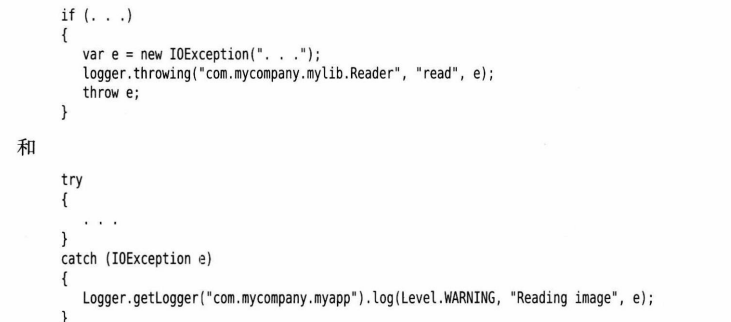 if (. . .)
{
var e = new IOException(". . .");
logger.throwing("com.mycompany.mylib.Reader", "read", e);
throw e;
}
和
try
{
. . .
}
catch (IOException e)
{
Logger.getLogger("com.mycompany.myapp").log(Level.WARNING, "Reading image", e);
}